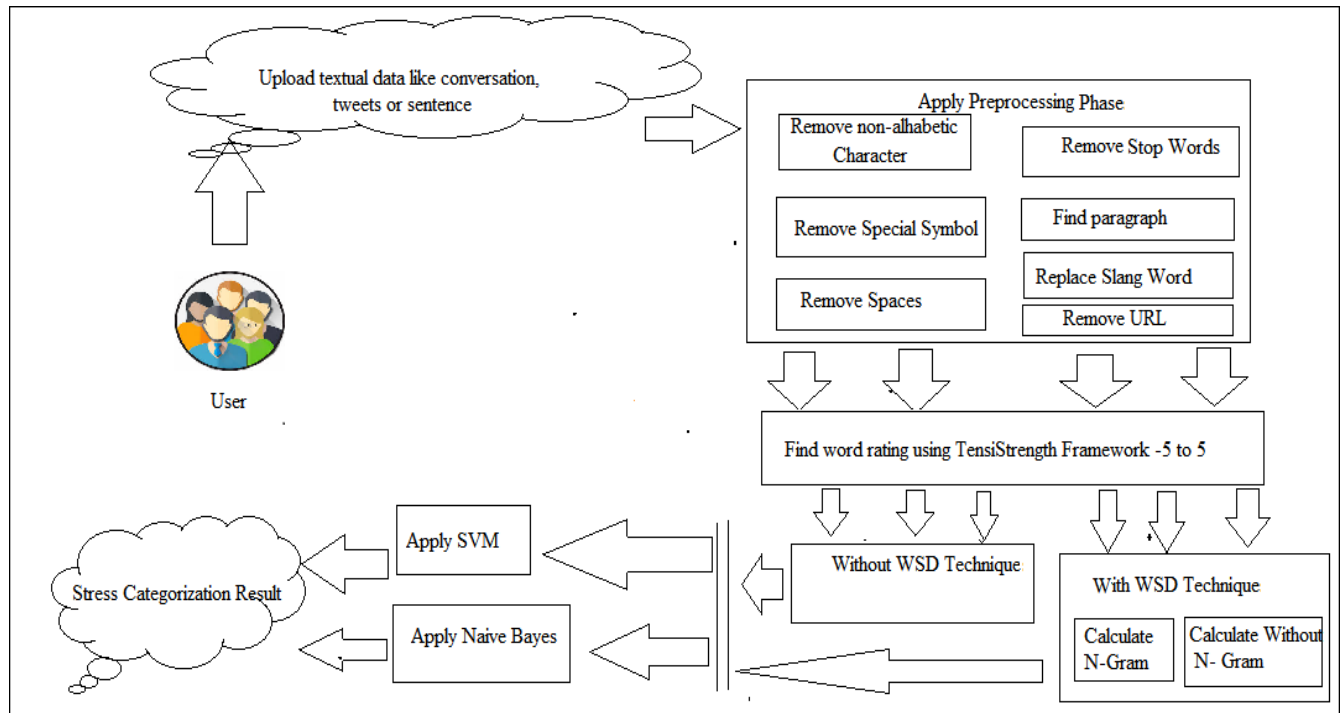 Upload textual data like conversation,
tweets or sentence
Apply Preprocessing Phase
Remove non-alhabetic
Character
Remove Stop Words
Remove Special Symbol
Find paragraph
Replace Slang Word
Remove Spaces
Remove URL
User
Find word rating using TensiStrength Framework -5 to 5
Without WSD Technique
With WSD Technique
Calculate
N-Gram
Calculate Without
N- Gram
Apply SVM
Apply Naive Bayes
Stress Categorization Result